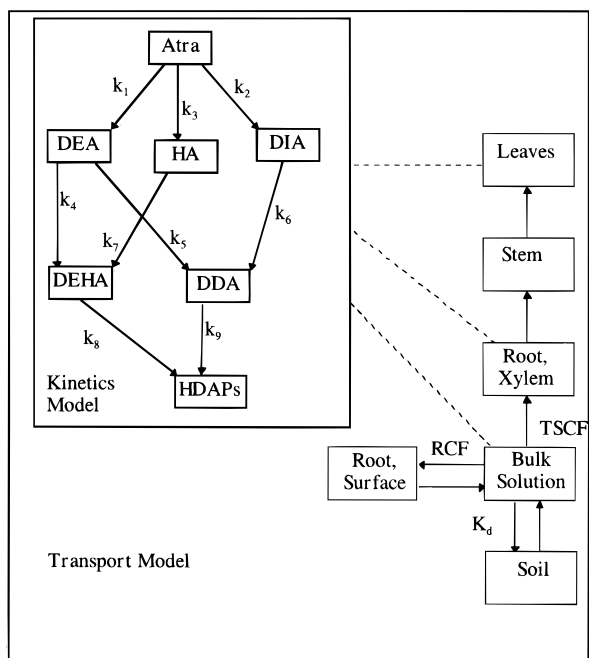 Atra
k₁
k₃
k₂
DEA
HA
DIA
Leaves
k₄
k₇
k₅
k₆
Stem
DEHA
DDA
k₈
k₉
Kinetics
Model
HDAPs
Root,
Xylem
TSCF
RCF
Root,
Surface
Bulk
Solution
K_d
Transport Model
Soil